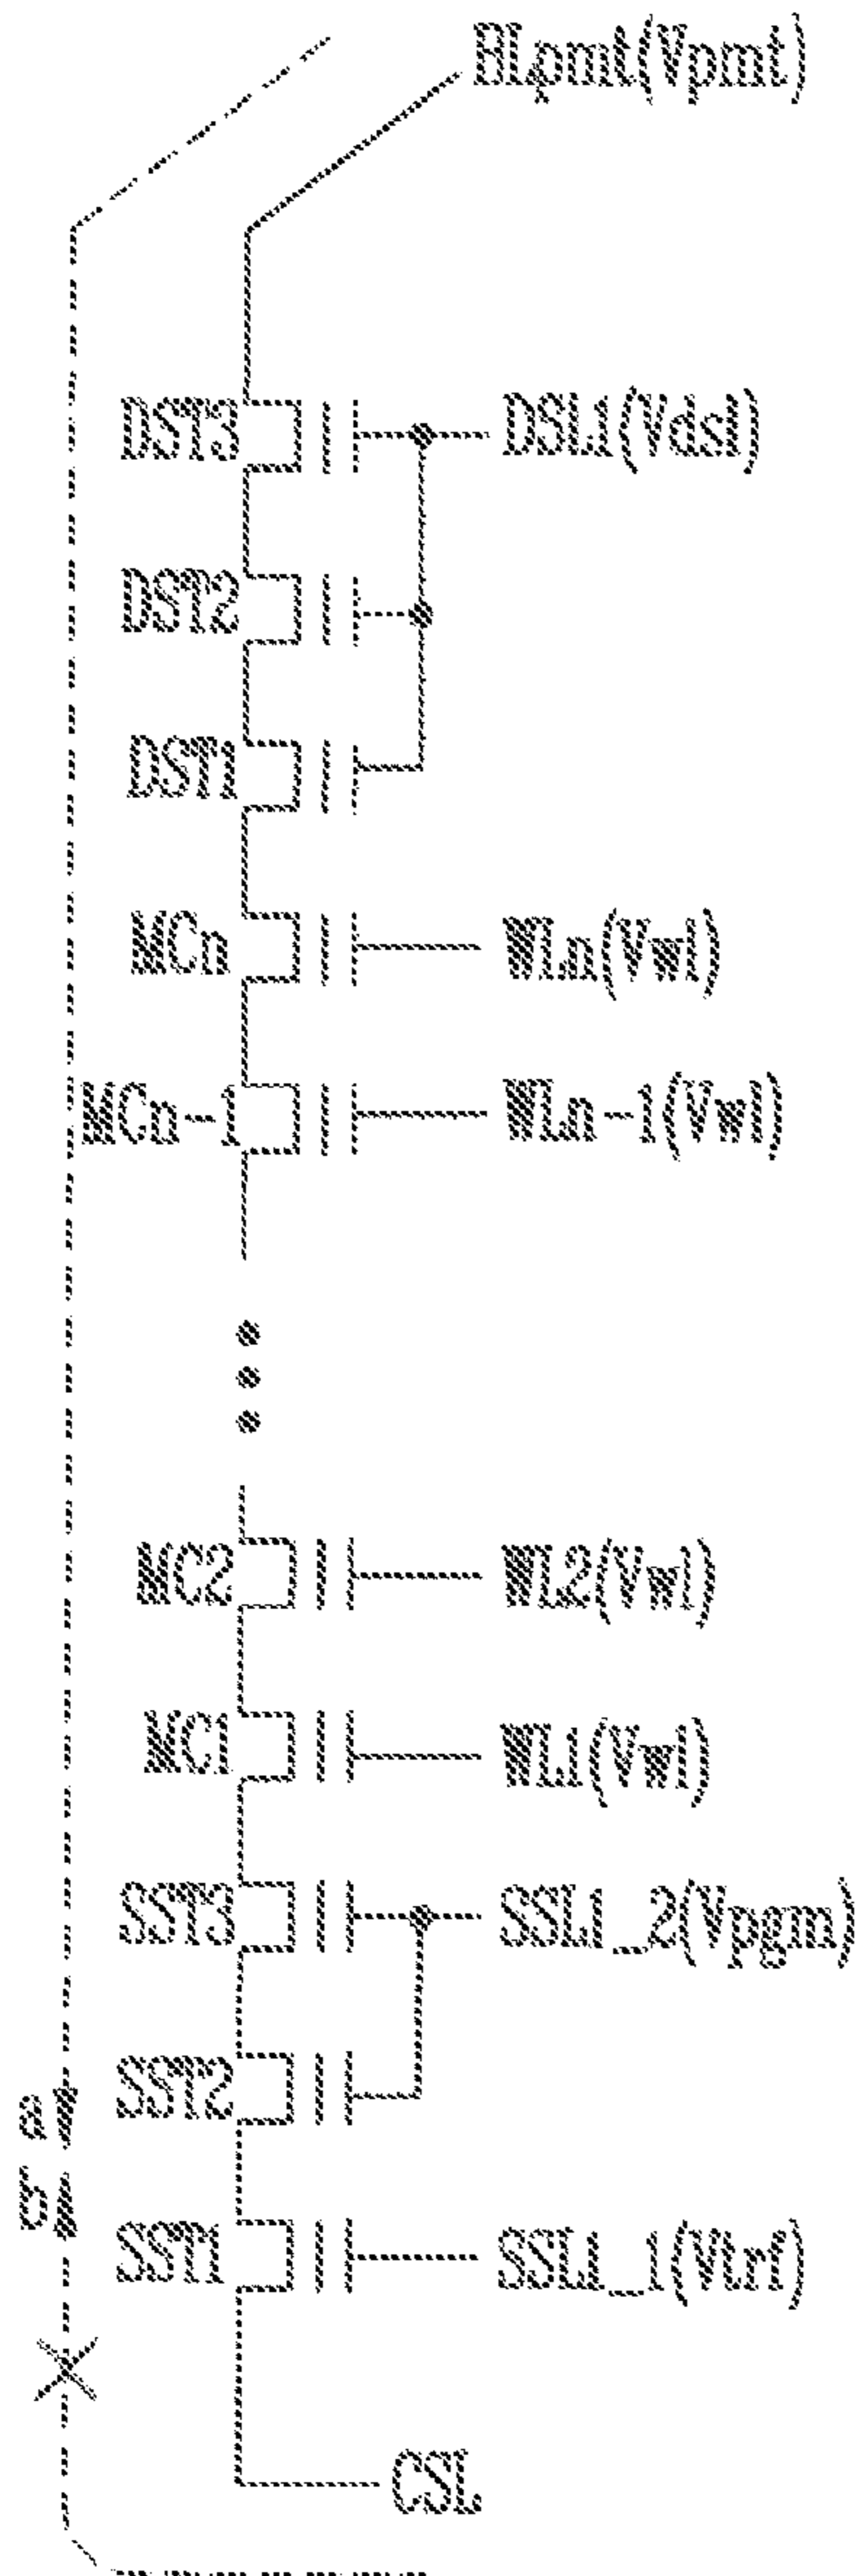 BLpmt(Vpmt)
DST3 DSL1(Vdsl)
DST2
DST1
MCn WLn(Vwl)
MCn-1 WLn-1(Vwl)
MC2 WL2(Vwl)
MC1 WL1(Vwl)
SST3 SSL1_2(Vpgm)
SST2
a
b
SST1 SSL1_1(Vtrf)
CSL